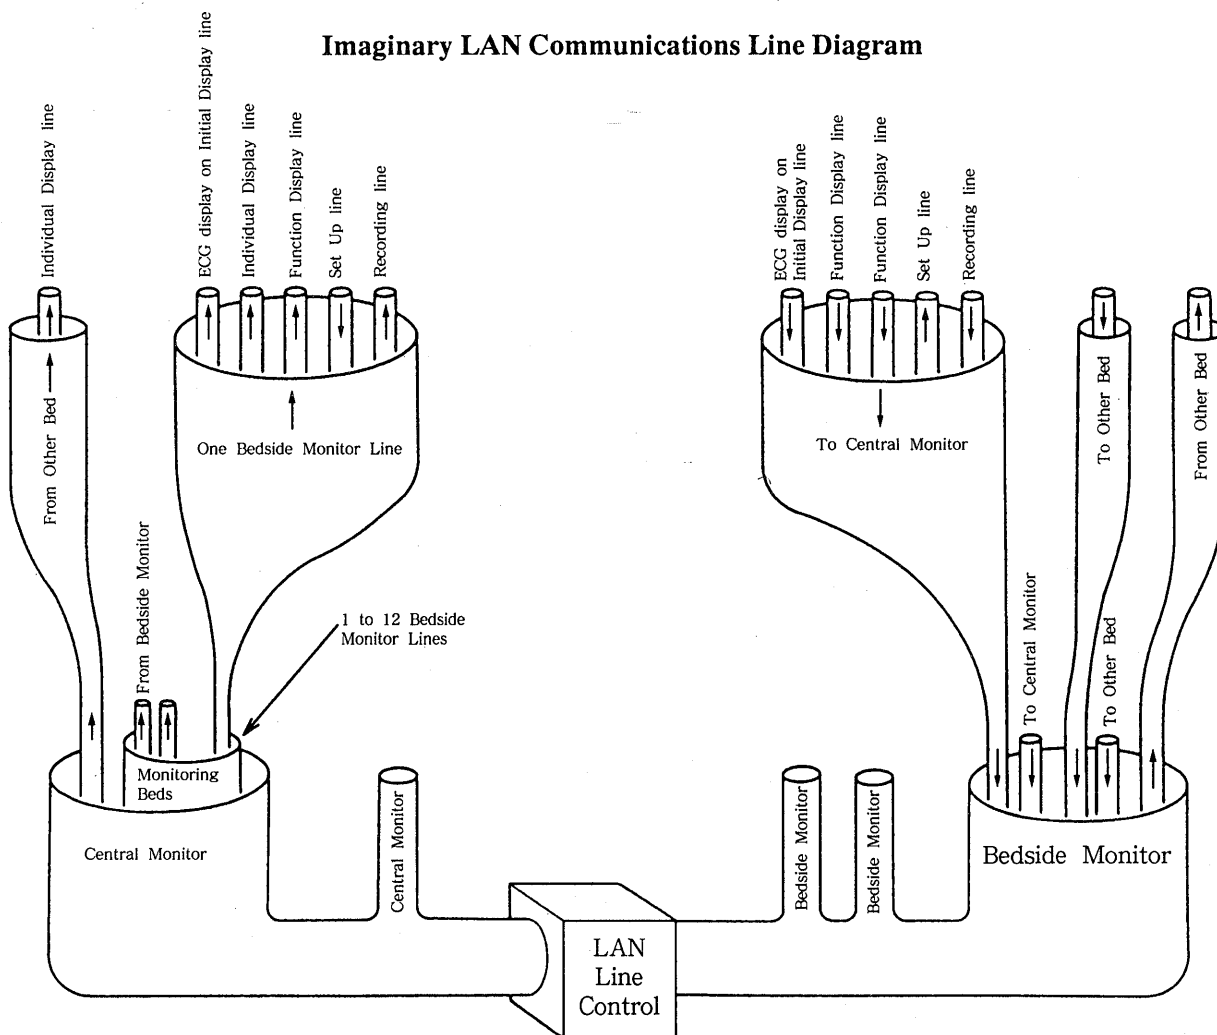 Imaginary LAN Communications Line Diagram
Individual Display line
ECG display on Initial Display line
Individual Display line
Function Display line
Set Up line
Recording line
ECG display on
Initial Display line
Function Display line
Function Display line
Set Up line
Recording line
From Other Bed
One Bedside Monitor Line
To Central Monitor
To Other Bed
From Other Bed
From Bedside Monitor
1 to 12 Bedside
Monitor Lines
To Central Monitor
To Other Bed
Monitoring
Beds
Central Monitor
Central Monitor
Bedside Monitor
Bedside Monitor
Bedside Monitor
LAN
Line
Control